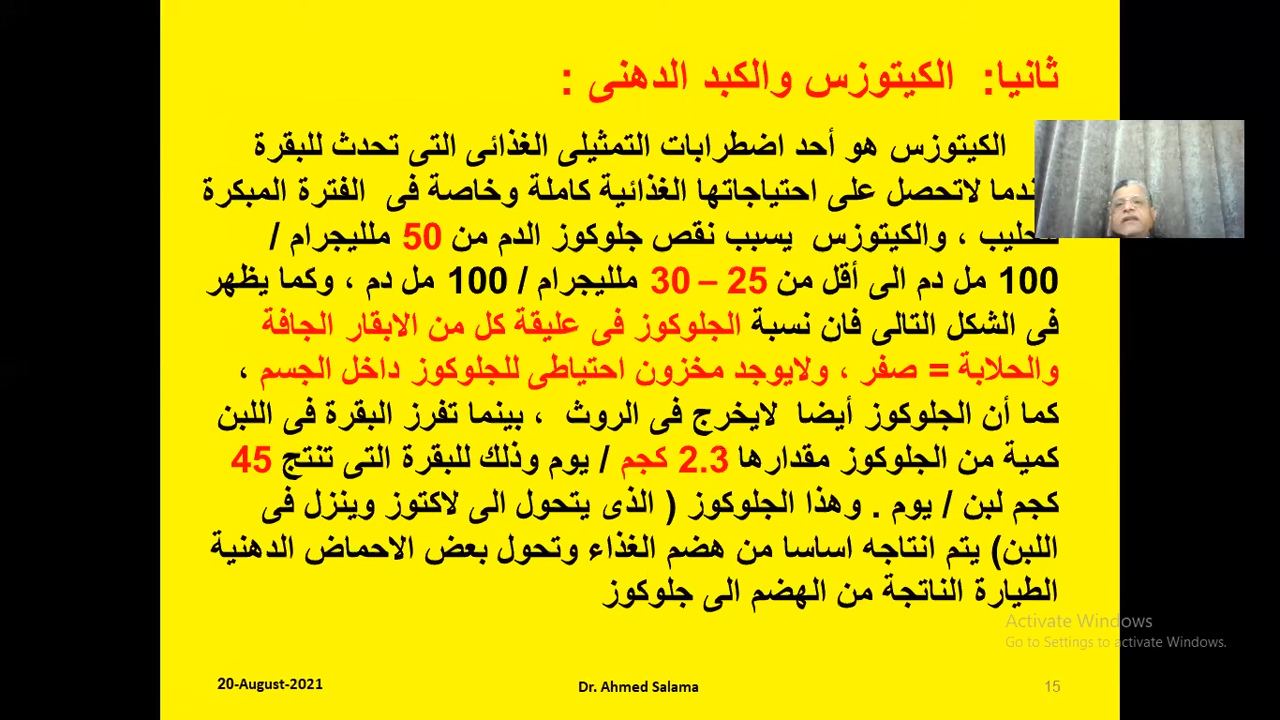 ثانيا: الكيتوزس والكبد الدهنى :
الكيتوزس هو أحد اضطرابات التمثيلى الغذائى التى تحدث للبقرة
لاتحصل على احتياجاتها الغذائية كاملة وخاصة فى الفترة المبكرة
، والكيتوزس يسبب نقص جلوكوز الدم من 50 ملليجرام /
100 مل دم الى أقل من 25 – 30 ملليجرام / 100 مل دم ، وكما يظهر
فى الشكل التالى فان نسبة الجلوكوز فى عليقة كل من الابقار الجافة
والحلابة = صفر ، ولايوجد مخزون احتياطى للجلوكوز داخل الجسم ،
كما أن الجلوكوز أيضا لايخرج فى الروث ، بينما تفرز البقرة فى اللبن
كمية من الجلوكوز مقدارها 2.3 كجم / يوم وذلك للبقرة التى تنتج 45
كجم لبن / يوم . وهذا الجلوكوز ( الذى يتحول الى لاكتوز وينزل فى
اللبن) يتم انتاجه اساسا من هضم الغذاء وتحول بعض الاحماض الدهنية
الطيارة الناتجة من الهضم الى جلوكوز
Activate Windows
Go to Settings to activate Windows.
20-August-2021 Dr. Ahmed Salama 15